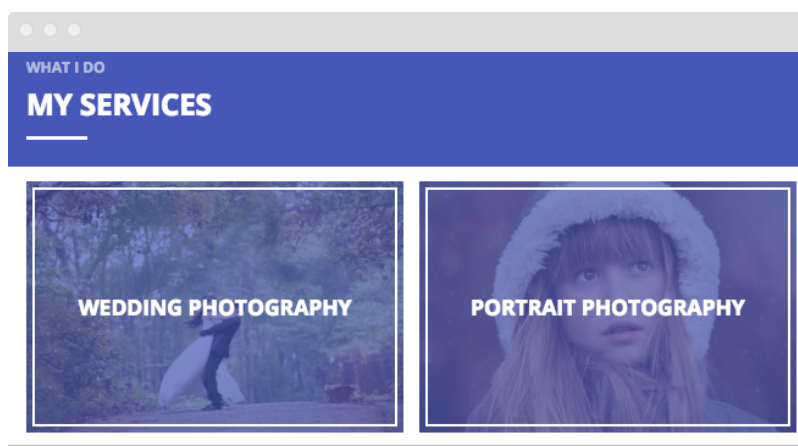 WHAT I DO
MY SERVICES
WEDDING PHOTOGRAPHY
PORTRAIT PHOTOGRAPHY